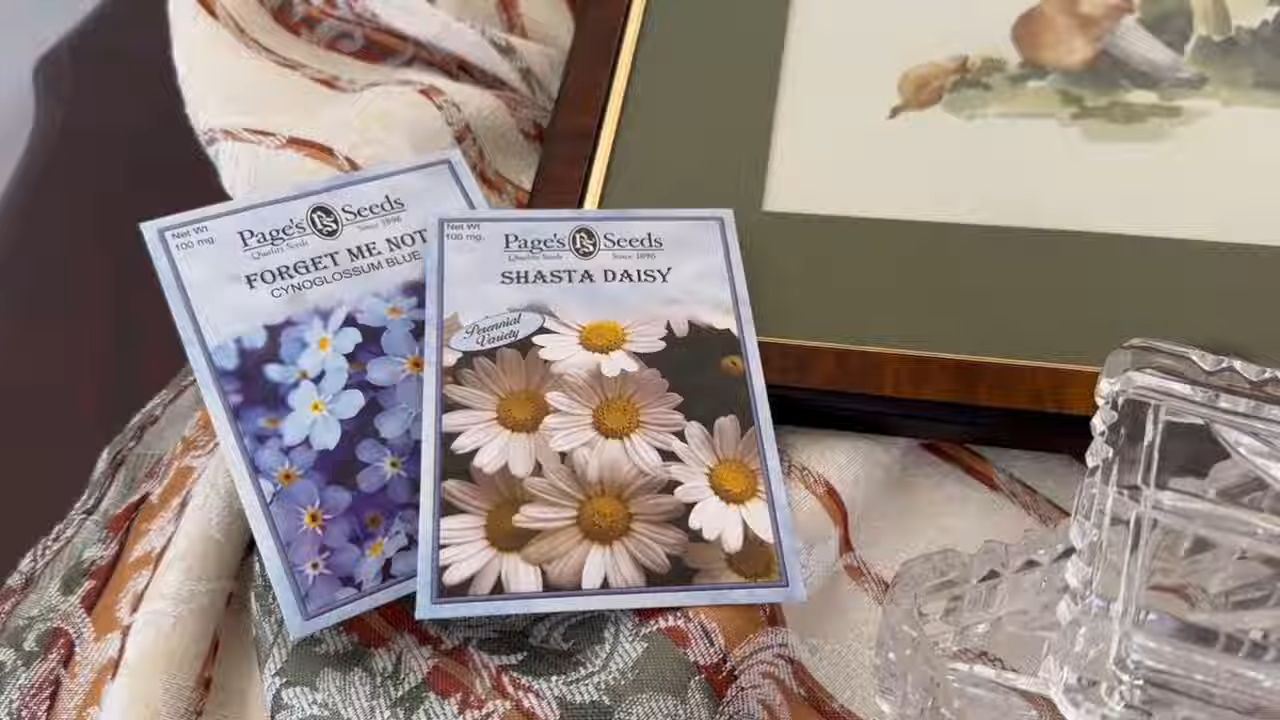 Net Wt
100 mg.
Page's PS Seeds
Quality Seeds Since 1896
FORGET ME NOT
CYNOGLOSSUM BLUE
Net Wt
100 mg.
Page's PS Seeds
Quality Seeds Since 1896
SHASTA DAISY
Perennial
Variety